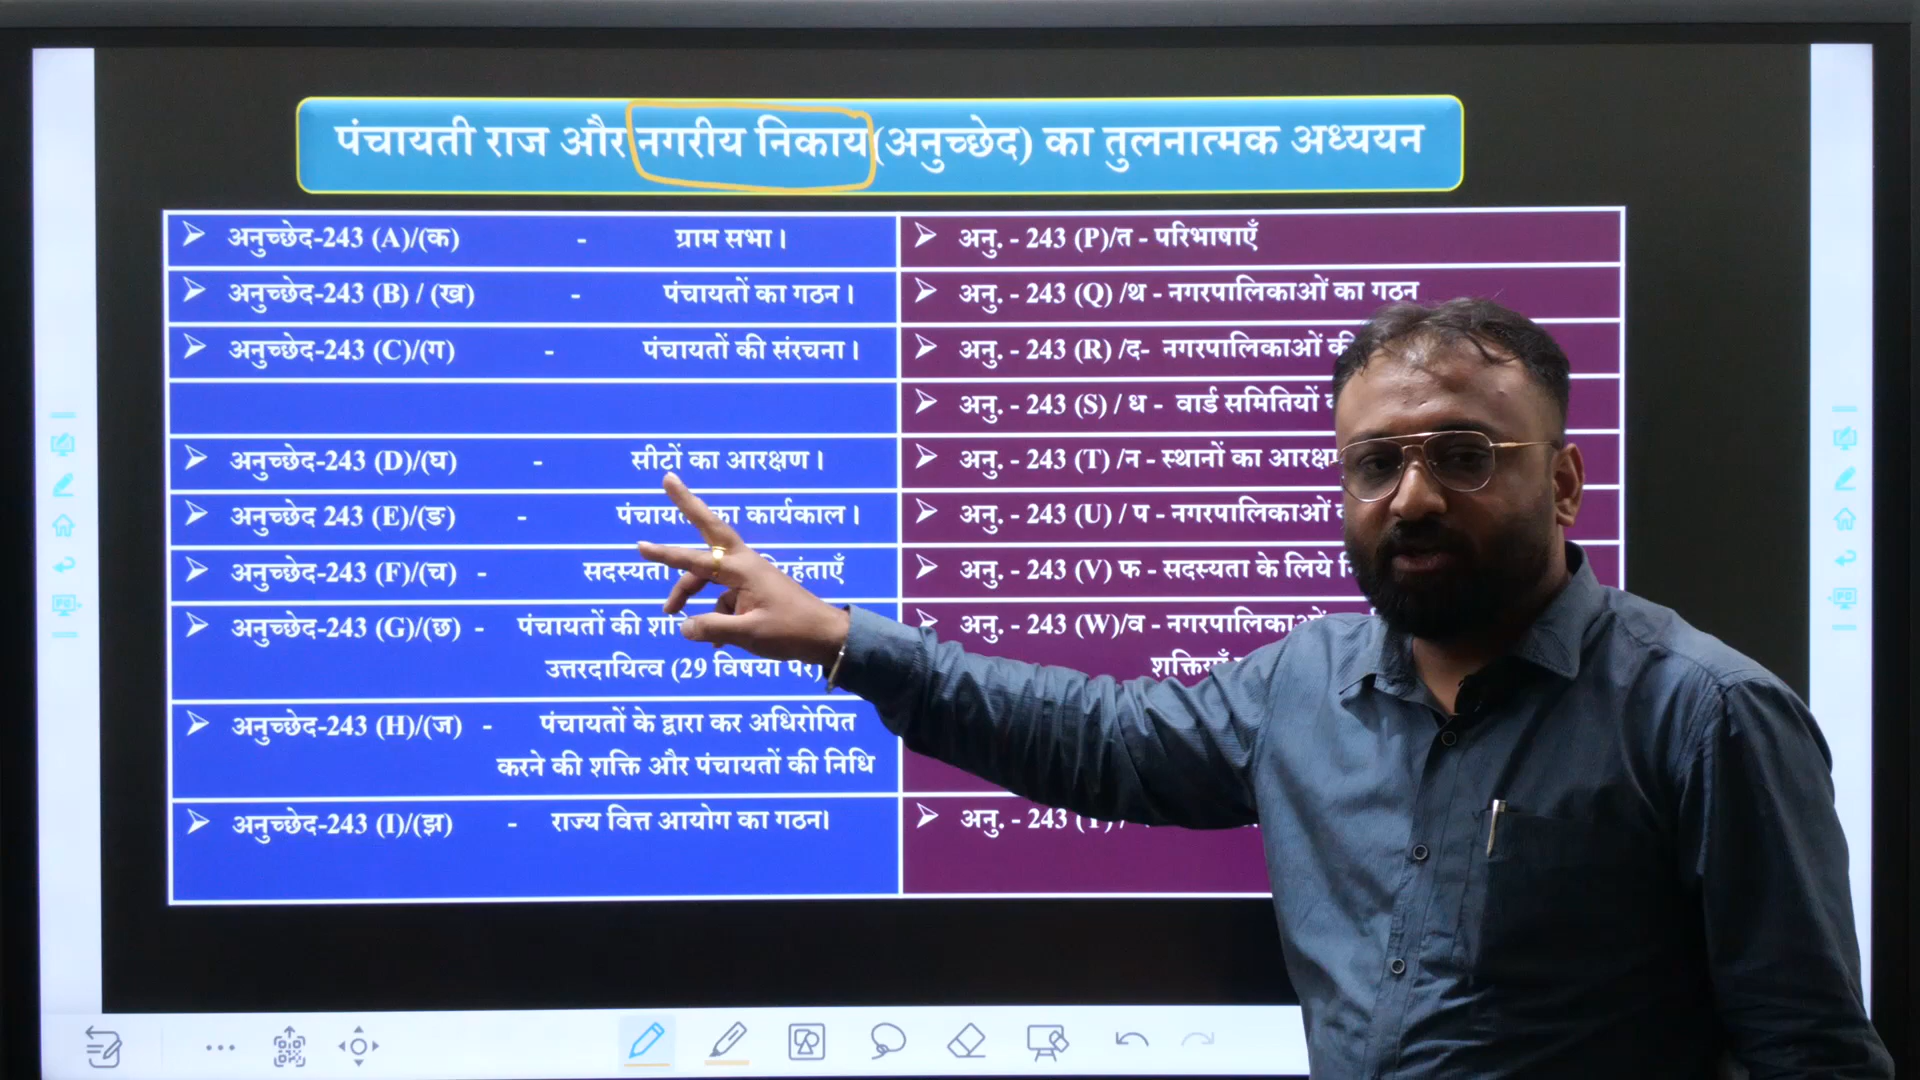 पंचायती राज और नगरीय निकाय (अनुच्छेद) का तुलनात्मक अध्ययन
अनुच्छेद-243 (A)/(क) - ग्राम सभा।
अनुच्छेद-243 (B) / (ख) - पंचायतों का गठन।
अनुच्छेद-243 (C)/(ग) - पंचायतों की संरचना।
अनुच्छेद-243 (D)/(घ) - सीटों का आरक्षण।
अनुच्छेद 243 (E)/(ङ) - का कार्यकाल।
अनुच्छेद-243 (F)/(च) - सदस्यता
अनुच्छेद-243 (G)/(छ) - पंचायतों की
उत्तरदायित्व (29 विषयों पर)
अनुच्छेद-243 (H)/(ज) - पंचायतों के द्वारा कर अधिरोपित
करने की शक्ति और पंचायतों की निधि
अनुच्छेद-243 (I)/(झ) - राज्य वित्त आयोग का गठन।
अनु. - 243 (P)/त - परिभाषाएँ
अनु. - 243 (Q) /थ - नगरपालिकाओं का गठन
अनु. - 243 (R) /द- नगरपालिकाओं की
अनु. - 243 (S) / ध - वार्ड समितियों
अनु. - 243 (T) /न - स्थानों का
अनु. - 243 (U) / प - नगरपालिकाओं
अनु. - 243 (V) फ - सदस्यता के लिये
अनु. - 243 (W)/व - नगरपालिकाओं
अनु. - 243